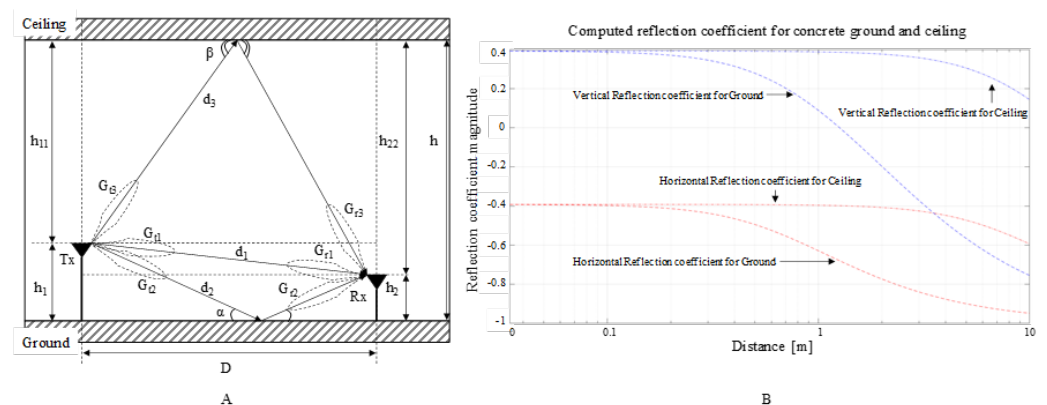 Ceiling
β
d3
h11
h22
h
Gt3
Gr3
Gt1
d1
Gr1
Tx
Gt2
d2
Gr2
Rx
h1
h2
α
Ground
D
A
Computed reflection coefficient for concrete ground and ceiling
0.4
0.2
0
-0.2
-0.4
-0.6
-0.8
-1
Reflection coefficient magnitude
Vertical Reflection coefficient for Ground
Vertical Reflection coefficient for Ceiling
Horizontal Reflection coefficient for Ceiling
Horizontal Reflection coefficient for Ground
0
0.1
1
10
Distance [m]
B